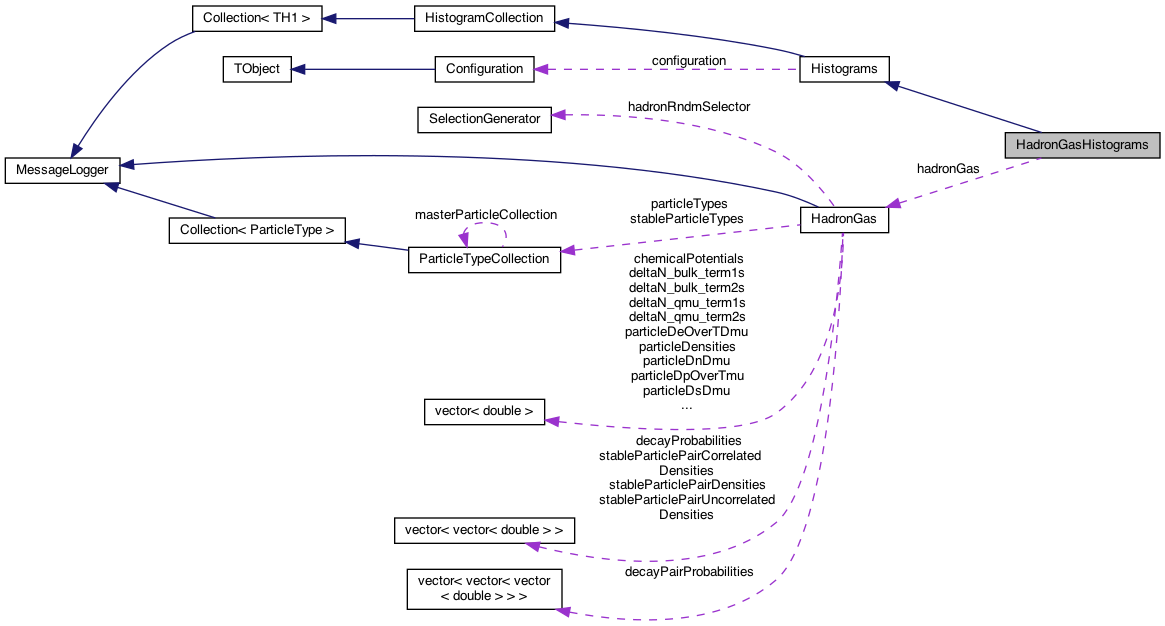 Collection< TH1 >
HistogramCollection
TObject
Configuration
configuration
Histograms
SelectionGenerator
hadronRndmSelector
HadronGasHistograms
MessageLogger
hadronGas
Collection< ParticleType >
masterParticleCollection
particleTypes
stableParticleTypes
HadronGas
ParticleTypeCollection
chemicalPotentials
deltaN_bulk_term1s
deltaN_bulk_term2s
deltaN_qmu_term1s
deltaN_qmu_term2s
particleDeOverTDmu
particleDensities
particleDnDmu
particleDpOverTmu
particleDsDmu
...
vector< double >
decayProbabilities
stableParticlePairCorrelated
Densities
stableParticlePairDensities
stableParticlePairUncorrelated
Densities
vector< vector< double > >
decayPairProbabilities
vector< vector< vector
< double > > >